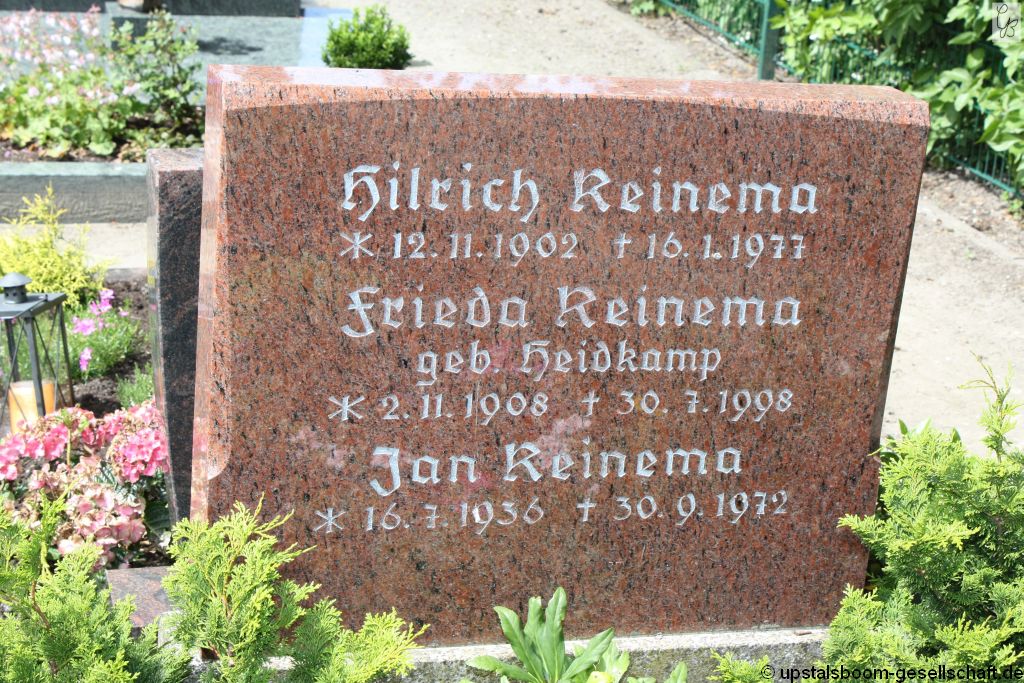 Hilrich Reinema
* 12. 11. 1902 † 16. 1. 1977
Frieda Reinema
geb. Heidkamp
* 2. 11. 1908 † 30. 7. 1998
Jan Reinema
* 16. 7. 1936 † 30. 9. 1972
© upstalsboom-gesellschaft.de